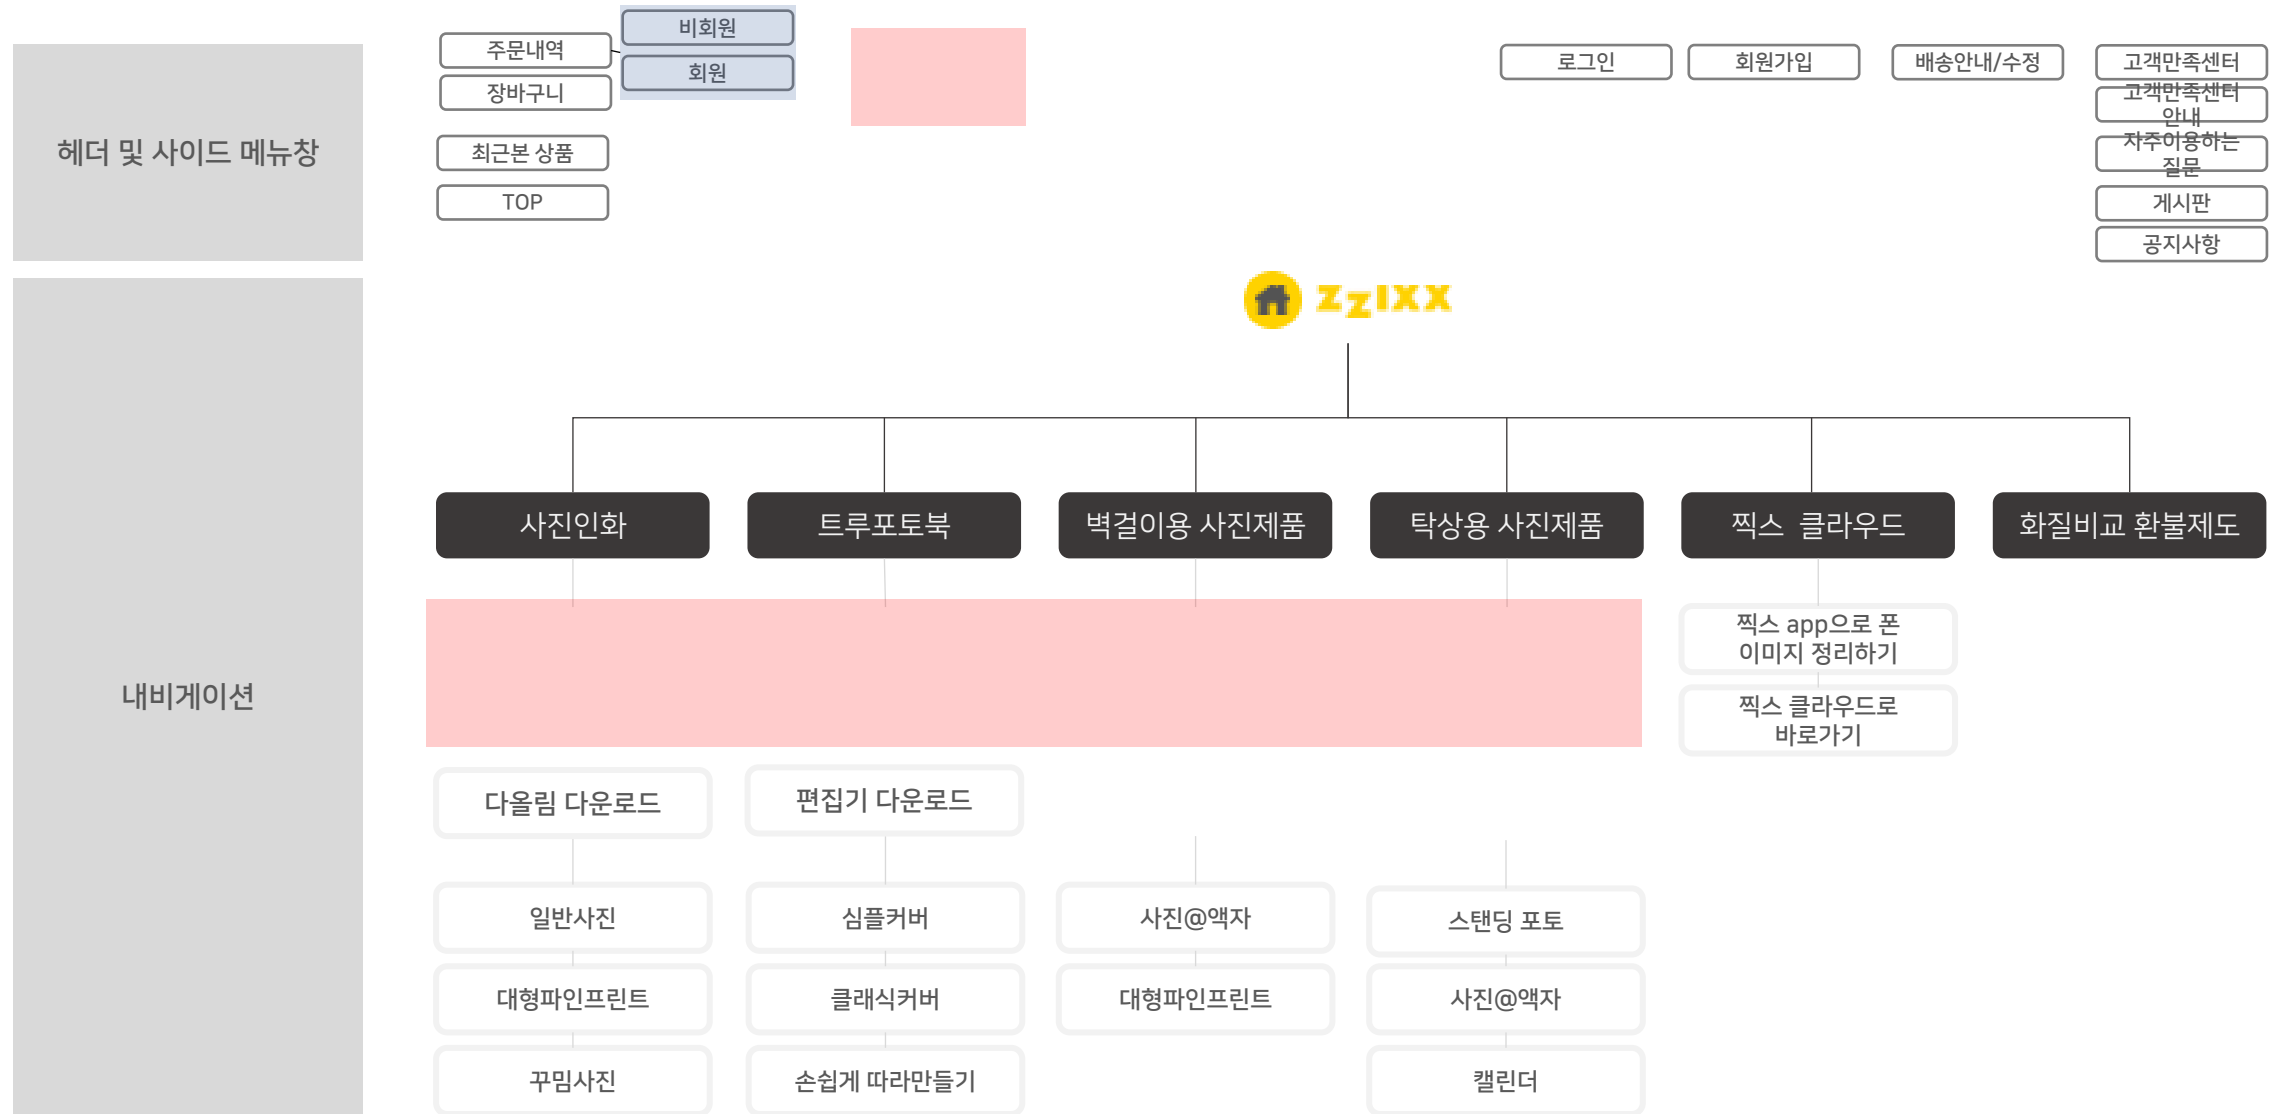 헤더 및 사이드 메뉴창
주문내역
장바구니
최근본 상품
TOP
비회원
회원
로그인
회원가입
배송안내/수정
고객만족센터
고객만족센터
안내
자주이용하는
질문
게시판
공지사항
zzixx
내비게이션
사진인화
트루포토북
벽걸이용 사진제품
탁상용 사진제품
찍스 클라우드
화질비교 환불제도
찍스 app으로 폰
이미지 정리하기
찍스 클라우드로
바로가기
다올림 다운로드
편집기 다운로드
일반사진
심플커버
사진@액자
스탠딩 포토
대형파인프린트
클래식커버
대형파인프린트
사진@액자
꾸밈사진
손쉽게 따라만들기
캘린더